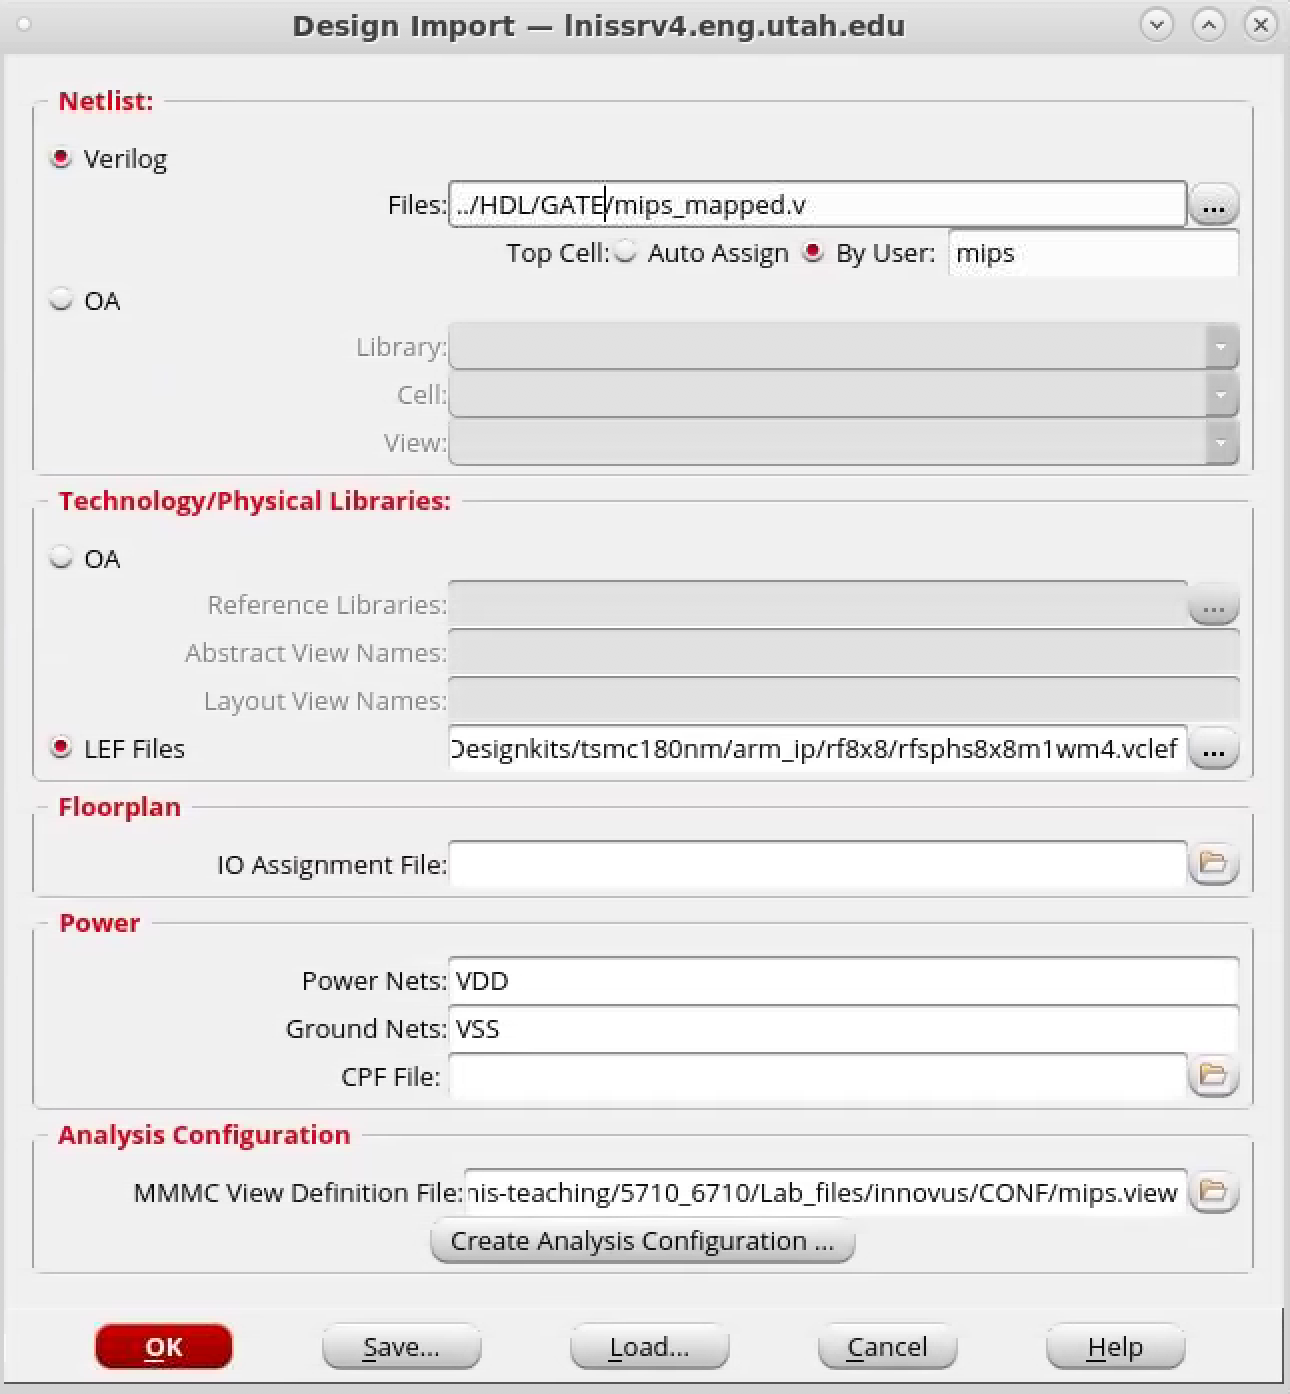 Design Import — lnissrv4.eng.utah.edu
Netlist:
Verilog
Files: ../HDL/GATE/mips_mapped.v ...
Top Cell: Auto Assign By User: mips
OA
Library:
Cell:
View:
Technology/Physical Libraries:
OA
Reference Libraries: ...
Abstract View Names:
Layout View Names:
LEF Files Designkits/tsmc180nm/arm_ip/rf8x8/rfsphs8x8m1wm4.vclef ...
Floorplan
IO Assignment File:
Power
Power Nets: VDD
Ground Nets: VSS
CPF File:
Analysis Configuration
MMMC View Definition File: nis-teaching/5710_6710/Lab_files/innovus/CONF/mips.view
Create Analysis Configuration ...
OK Save... Load... Cancel Help